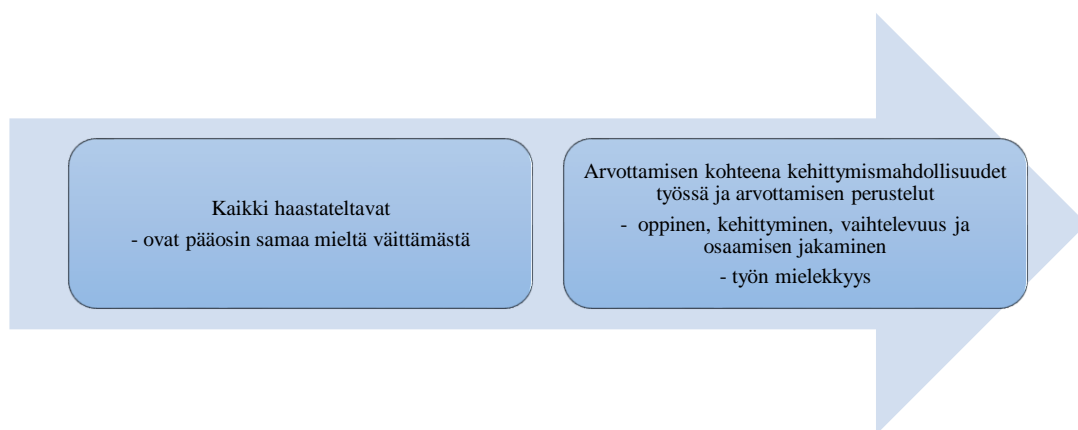 Kaikki haastateltavat
- ovat pääosin samaa mieltä väittämästä
Arvottamisen kohteena kehittymismahdollisuudet
työssä ja arvottamisen perustelut
- oppinen, kehittyminen, vaihtelevuus ja
osaamisen jakaminen
- työn mielekkyys